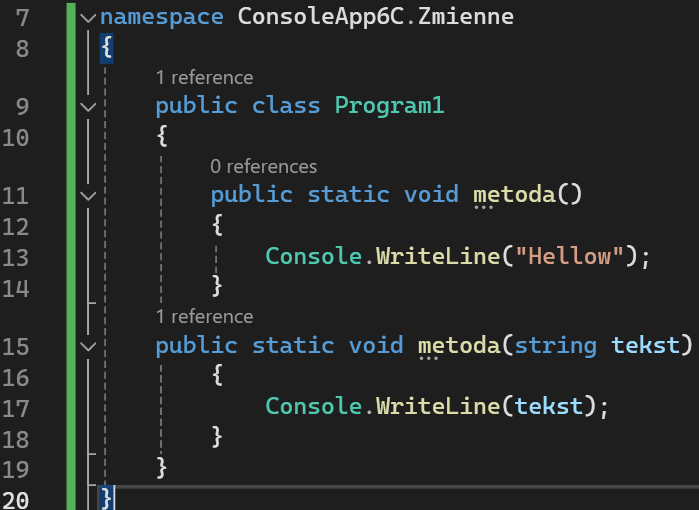 7 namespace ConsoleApp6C.Zmienne
8 {
1 reference
9 public class Program1
10 {
0 references
11 public static void metoda()
12 {
13 Console.WriteLine("Hellow");
14 }
1 reference
15 public static void metoda(string tekst)
16 {
17 Console.WriteLine(tekst);
18 }
19 }
20 }